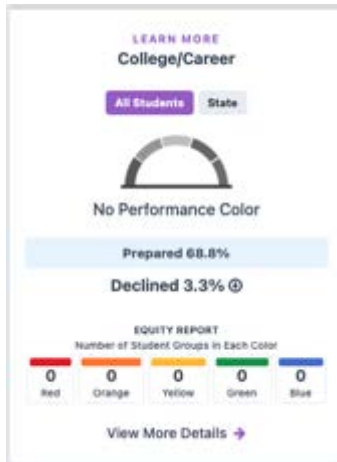 LEARN MORE
College/Career
All Students State
No Performance Color
Prepared 68.8%
Declined 3.3%
EQUITY REPORT
Number of Student Groups in Each Color
0 0 0 0 0
Red Orange Yellow Green Blue
View More Details →